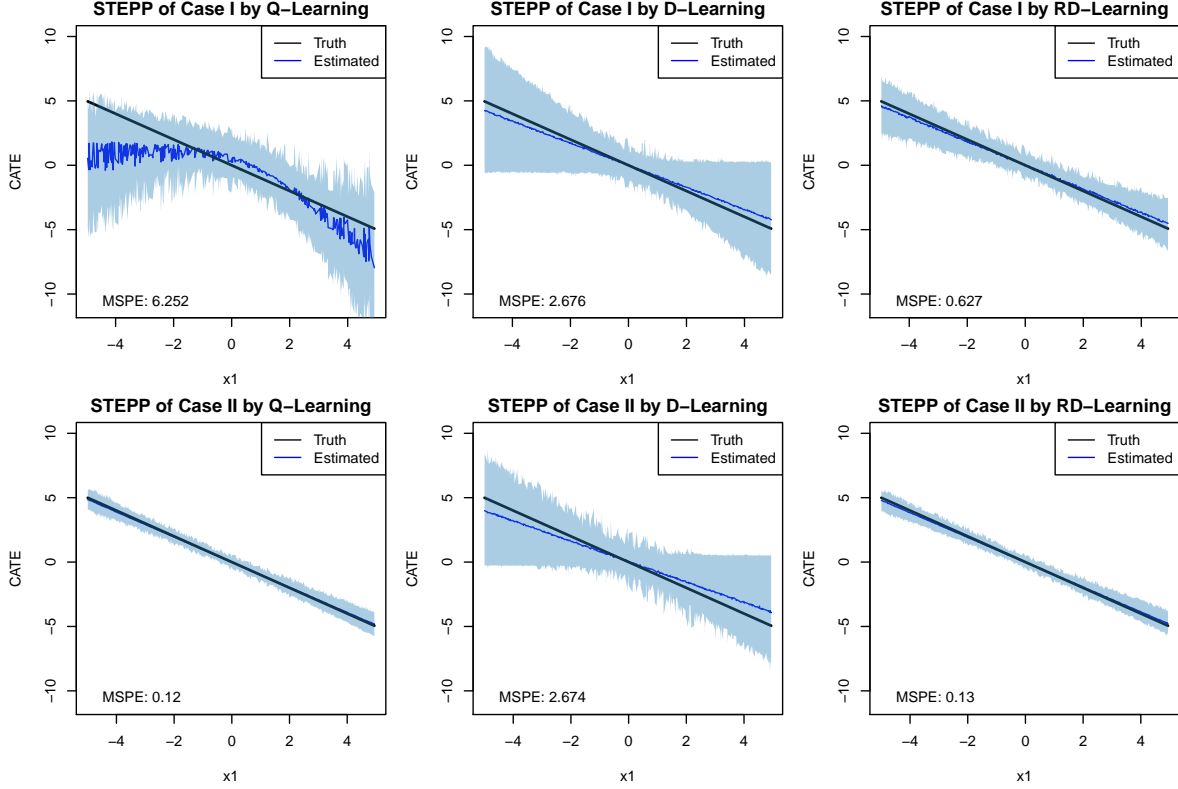 STEPP of Case I by Q−Learning
10
5
0
−5
−10
CATE
Truth
Estimated
MSPE: 6.252
−4 −2 0 2 4
x1
STEPP of Case I by D−Learning
10
5
0
−5
−10
CATE
Truth
Estimated
MSPE: 2.676
−4 −2 0 2 4
x1
STEPP of Case I by RD−Learning
10
5
0
−5
−10
CATE
Truth
Estimated
MSPE: 0.627
−4 −2 0 2 4
x1
STEPP of Case II by Q−Learning
10
5
0
−5
−10
CATE
Truth
Estimated
MSPE: 0.12
−4 −2 0 2 4
x1
STEPP of Case II by D−Learning
10
5
0
−5
−10
CATE
Truth
Estimated
MSPE: 2.674
−4 −2 0 2 4
x1
STEPP of Case II by RD−Learning
10
5
0
−5
−10
CATE
Truth
Estimated
MSPE: 0.13
−4 −2 0 2 4
x1